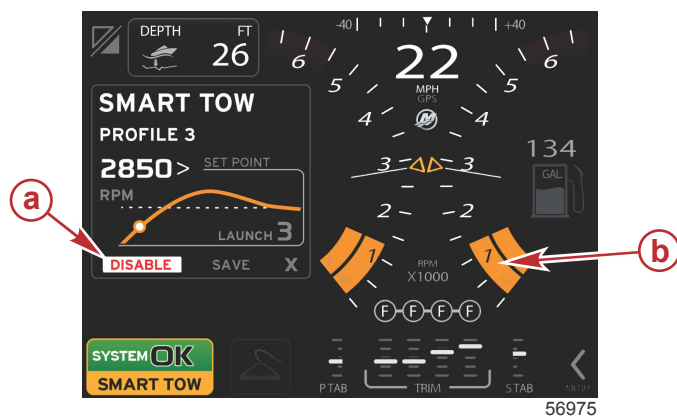 -40 +40
DEPTH FT
26
22
MPH
GPS
6 6
5 5
4 4
3 3
2 2
1 1
RPM
X1000
SMART TOW
PROFILE 3
2850> SET POINT
RPM
LAUNCH 3
DISABLE SAVE X
134
GAL
F F F F
SYSTEM OK
SMART TOW
P TAB TRIM S TAB
MENU
a
b
56975